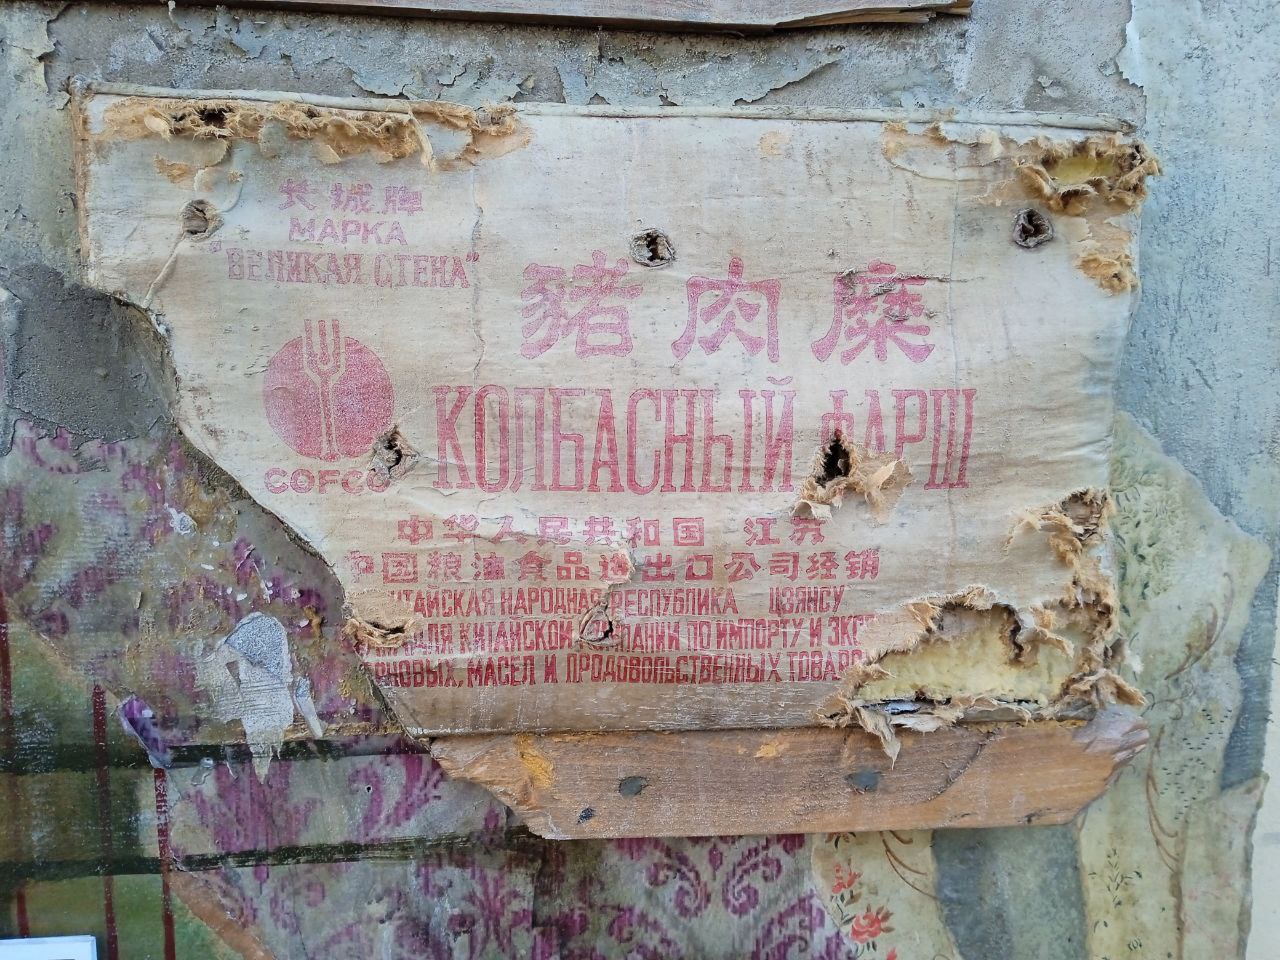 长城牌
МАРКА
"ВЕЛИКАЯ СТЕНА"
豬肉糜
COFCO
КОЛБАСНЫЙ ФАРШ
中华人民共和国 江苏
中国粮油食品进出口公司经销
КИТАЙСКАЯ НАРОДНАЯ РЕСПУБЛИКА ЦЗЯНСУ
КИТАЙСКОЙ ПО ИМПОРТУ И
МАСЕЛ И ПРОДОВОЛЬСТВЕННЫХ